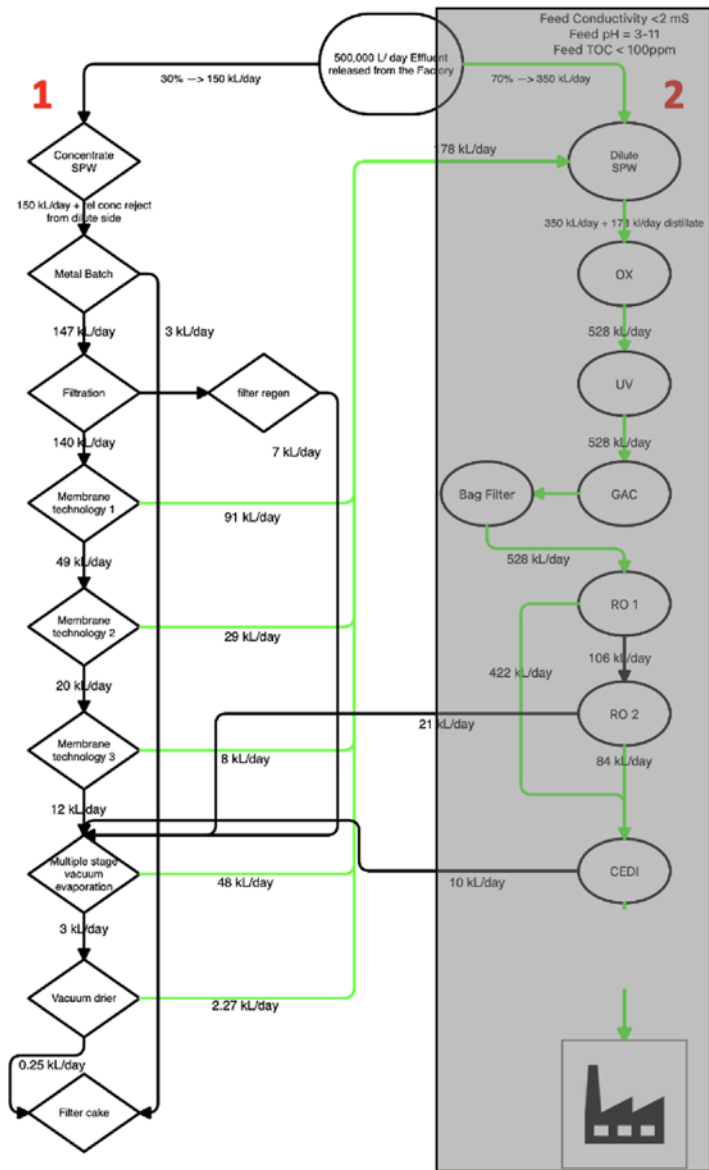 Feed Conductivity <2 mS
Feed pH = 3-11
Feed TOC < 100ppm
500,000 L/ day Effluent
released from the Factory
30% —> 150 kL/day
70% —> 350 kL/day
1
2
Concentrate
SPW
178 kL/day
Dilute
SPW
150 kL/day + rel conc reject
from dilute side
350 kL/day + 178 kl/day distillate
Metal Batch
OX
147 kL/day
3 kL/day
528 kL/day
Filtration
filter regen
UV
140 kL/day
7 kL/day
528 kL/day
Membrane
technology 1
91 kL/day
Bag Filter
GAC
49 kL/day
528 kL/day
RO 1
Membrane
technology 2
29 kL/day
106 kL/day
422 kL/day
20 kL/day
RO 2
21 kL/day
Membrane
technology 3
8 kL/day
84 kL/day
12 kL/day
Multiple stage
vacuum
evaporation
48 kL/day
10 kL/day
CEDI
3 kL/day
Vacuum drier
2.27 kL/day
0.25 kL/day
Filter cake